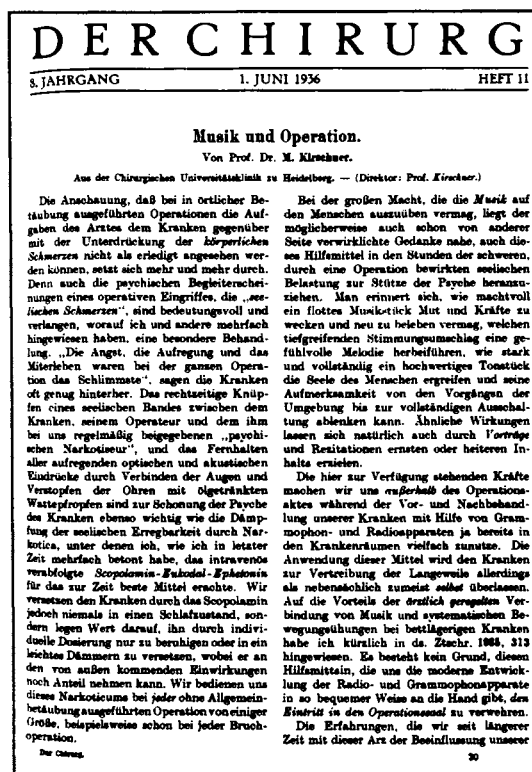 DER CHIRURG
8. JAHRGANG 1. JUNI 1936 HEFT 11
Musik und Operation.
Von Prof. Dr. M. Kirschner.
Aus der Chirurgischen Universitätsklinik zu Heidelberg. — (Direktor: Prof. Kirschner.)
Die Anschauung, daß bei in örtlicher Be-
täubung ausgeführten Operationen die Auf-
gaben des Arztes dem Kranken gegenüber
mit der Unterdrückung der körperlichen
Schmerzen nicht als erledigt angesehen wer-
den können, setzt sich mehr und mehr durch.
Denn auch die psychischen Begleiterschei-
nungen eines operativen Eingriffes, die „see-
lischen Schmerzen“, sind bedeutungsvoll und
verlangen, worauf ich und andere mehrfach
hingewiesen haben, eine besondere Behand-
lung. „Die Angst, die Aufregung und das
Miterleben waren bei der ganzen Opera-
tion das Schlimmste“, sagen die Kranken
oft genug hinterher. Das rechtzeitige Knüp-
fen eines seelischen Bandes zwischen dem
Kranken, seinem Operateur und dem ihm
bei uns regelmäßig beigegebenen „psychi-
schen Narkotiseur“, und das Fernhalten
aller aufregenden optischen und akustischen
Eindrücke durch Verbinden der Augen und
Verstopfen der Ohren mit ölgetränkten
Wattepfropfen sind zur Schonung der Psyche
des Kranken ebenso wichtig wie die Dämp-
fung der seelischen Erregbarkeit durch Nar-
kotica, unter denen ich, wie ich in letzter
Zeit mehrfach betont habe, das intravenös
verabfolgte Scopolamin-Eukodal-Ephetonin
für das zur Zeit beste Mittel erachte. Wir
versetzen den Kranken durch das Scopolamin
jedoch niemals in einen Schlafzustand, son-
dern legen Wert darauf, ihn durch indivi-
duelle Dosierung nur zu beruhigen oder in ein
leichtes Dämmern zu versetzen, wobei er an
den von außen kommenden Einwirkungen
noch Anteil nehmen kann. Wir bedienen uns
dieses Narkoticums bei jeder ohne Allgemein-
betäubung ausgeführten Operation von einiger
Größe, beispielsweise schon bei jeder Bruch-
operation.
Der Chirurg.
Bei der großen Macht, die die Musik auf
den Menschen auszuüben vermag, liegt der
möglicherweise auch schon von anderer
Seite verwirklichte Gedanke nahe, auch die-
ses Hilfsmittel in den Stunden der schweren,
durch eine Operation bewirkten seelischen
Belastung zur Stütze der Psyche heranzu-
ziehen. Man erinnert sich, wie machtvoll
ein flottes Musikstück Mut und Kräfte zu
wecken und neu zu beleben vermag, welchen
tiefgreifenden Stimmungsumschlag eine ge-
fühlvolle Melodie herbeiführen, wie stark
und vollständig ein hochwertiges Tonstück
die Seele des Menschen ergreifen und seine
Aufmerksamkeit von den Vorgängen der
Umgebung bis zur vollständigen Ausschal-
tung ablenken kann. Ähnliche Wirkungen
lassen sich natürlich auch durch Vorträge
und Rezitationen ernsten oder heiteren In-
halts erzielen.
Die hier zur Verfügung stehenden Kräfte
machen wir uns außerhalb des Operations-
aktes während der Vor- und Nachbehand-
lung unserer Kranken mit Hilfe von Gram-
mophon- und Radioapparaten ja bereits in
den Krankenräumen vielfach zunutze. Die
Anwendung dieser Mittel wird den Kranken
zur Vertreibung der Langeweile allerdings
als nebensächlich zumeist selbst überlassen.
Auf die Vorteile der ärztlich geregelten Ver-
bindung von Musik und systematischen Be-
wegungsübungen bei bettlägerigen Kranken
habe ich kürzlich in ds. Ztschr. 1935, 313
hingewiesen. Es besteht kein Grund, diesen
Hilfsmitteln, die uns die moderne Entwick-
lung der Radio- und Grammophonapparate
in so bequemer Weise an die Hand gibt, den
Eintritt in den Operationssaal zu verwehren.
Die Erfahrungen, die wir seit längerer
Zeit mit dieser Art der Beeinflussung unserer
30